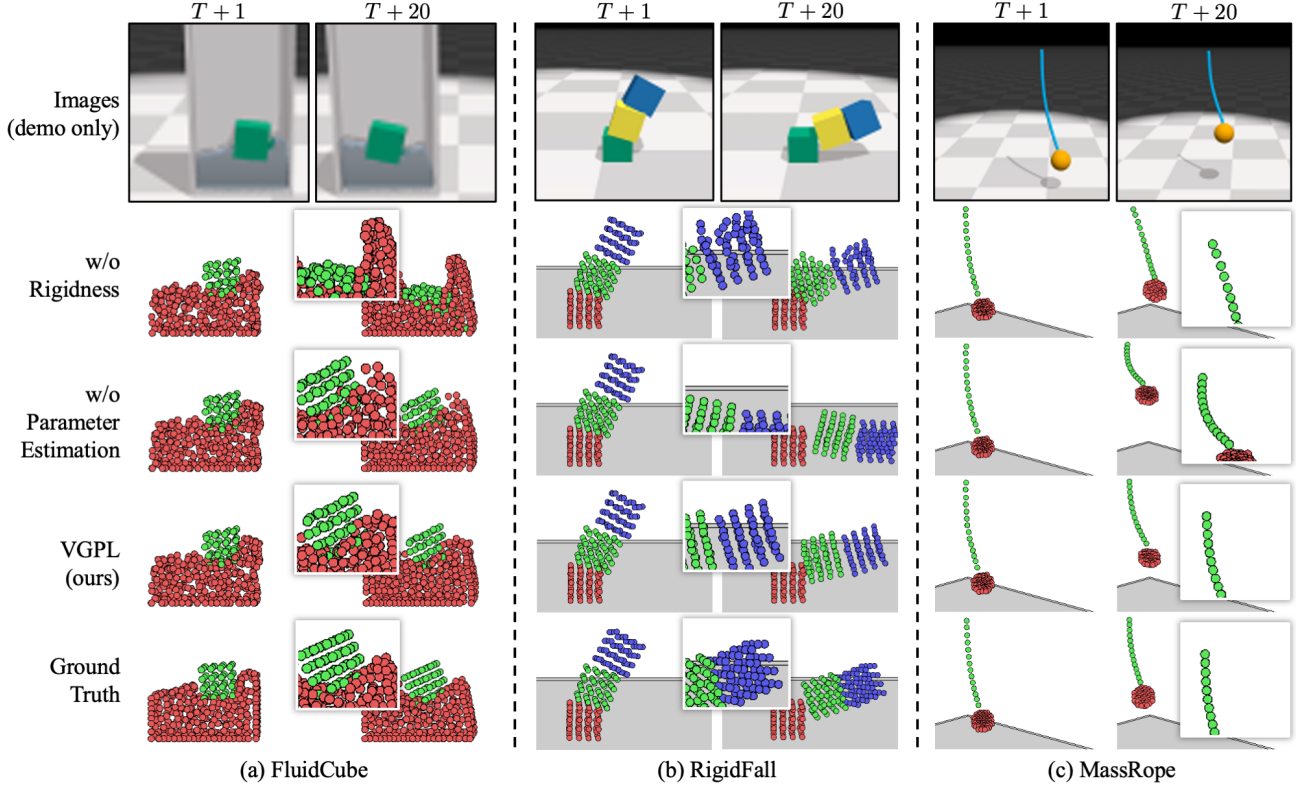 T + 1
T + 20
T + 1
T + 20
T + 1
T + 20
Images
(demo only)
w/o
Rigidness
w/o
Parameter
Estimation
VGPL
(ours)
Ground
Truth
(a) FluidCube
(b) RigidFall
(c) MassRope